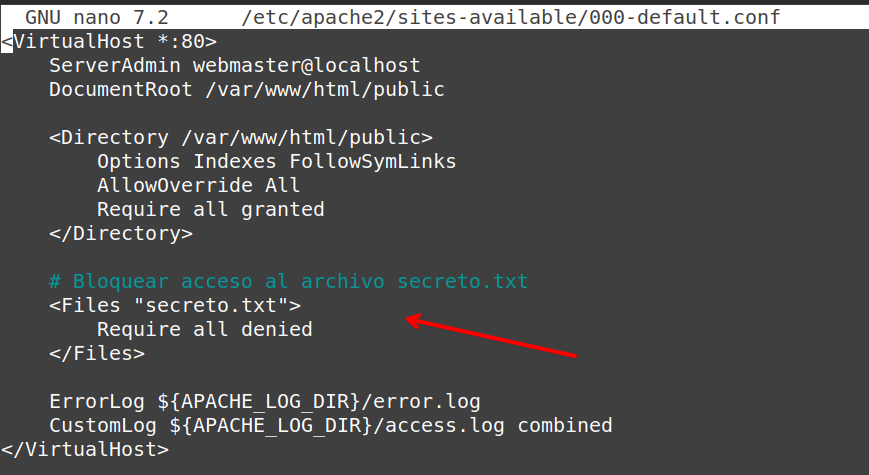 GNU nano 7.2 /etc/apache2/sites-available/000-default.conf
<VirtualHost *:80>
ServerAdmin webmaster@localhost
DocumentRoot /var/www/html/public
<Directory /var/www/html/public>
Options Indexes FollowSymLinks
AllowOverride All
Require all granted
</Directory>
# Bloquear acceso al archivo secreto.txt
<Files "secreto.txt">
Require all denied
</Files>
ErrorLog ${APACHE_LOG_DIR}/error.log
CustomLog ${APACHE_LOG_DIR}/access.log combined
</VirtualHost>